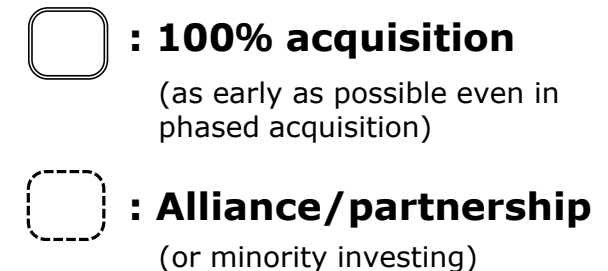 : 100% acquisition
(as early as possible even in
phased acquisition)
: Alliance/partnership
(or minority investing)